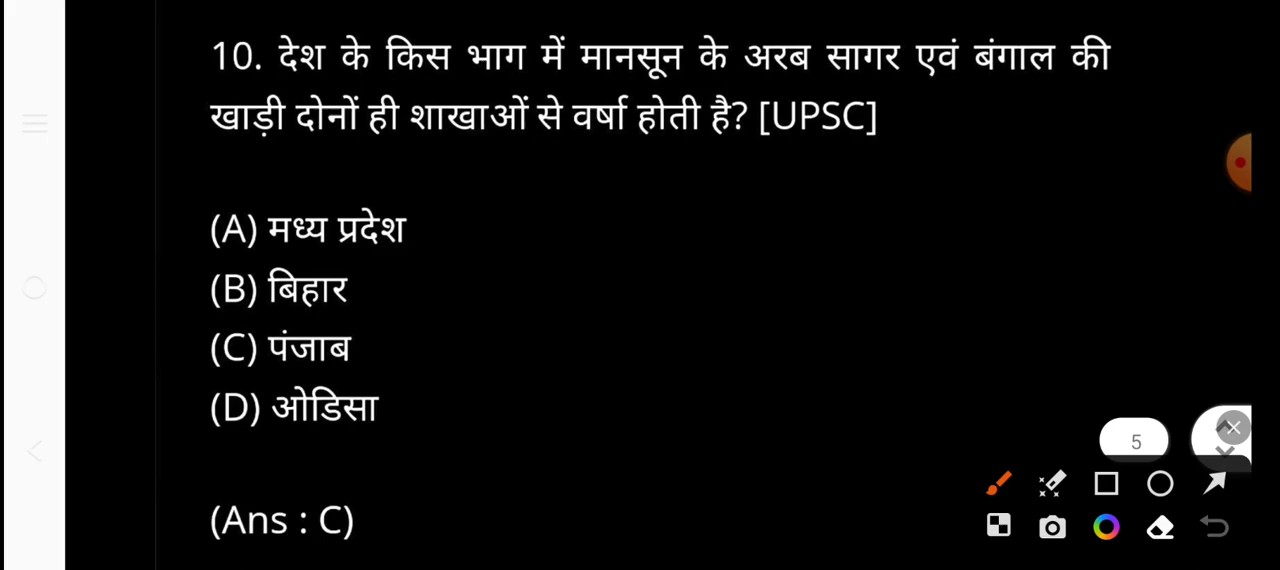 10. देश के किस भाग में मानसून के अरब सागर एवं बंगाल की
खाड़ी दोनों ही शाखाओं से वर्षा होती है? [UPSC]
(A) मध्य प्रदेश
(B) बिहार
(C) पंजाब
(D) ओडिसा
5
(Ans : C)